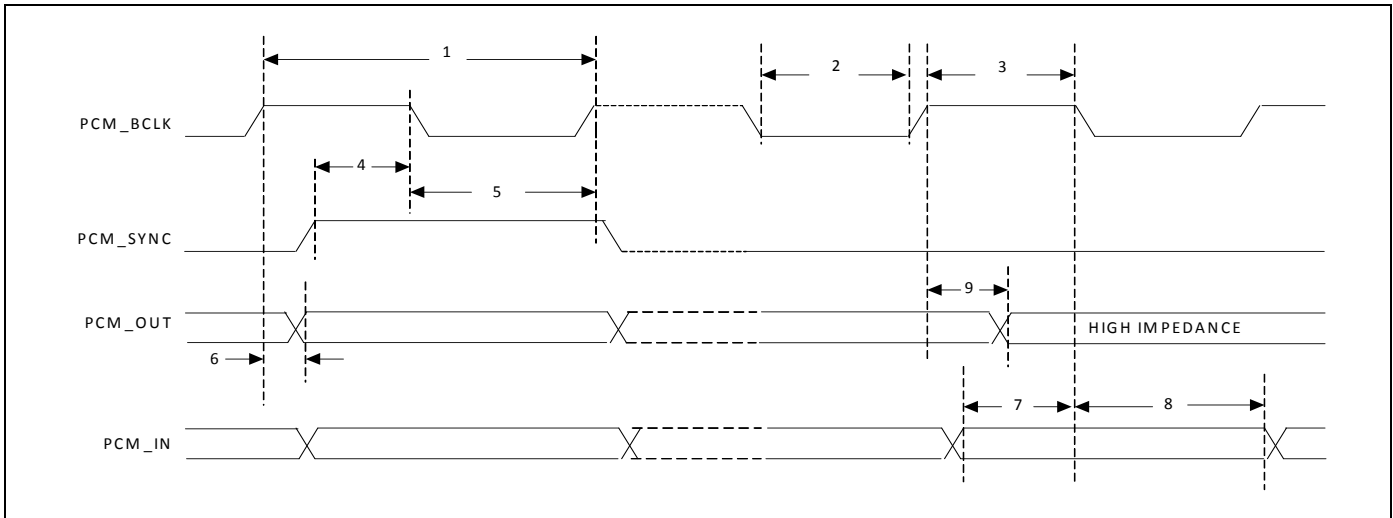 1
2
3
PCM_BCLK
4
5
PCM_SYNC
9
PCM_OUT
HIGH IMPEDANCE
6
7
8
PCM_IN